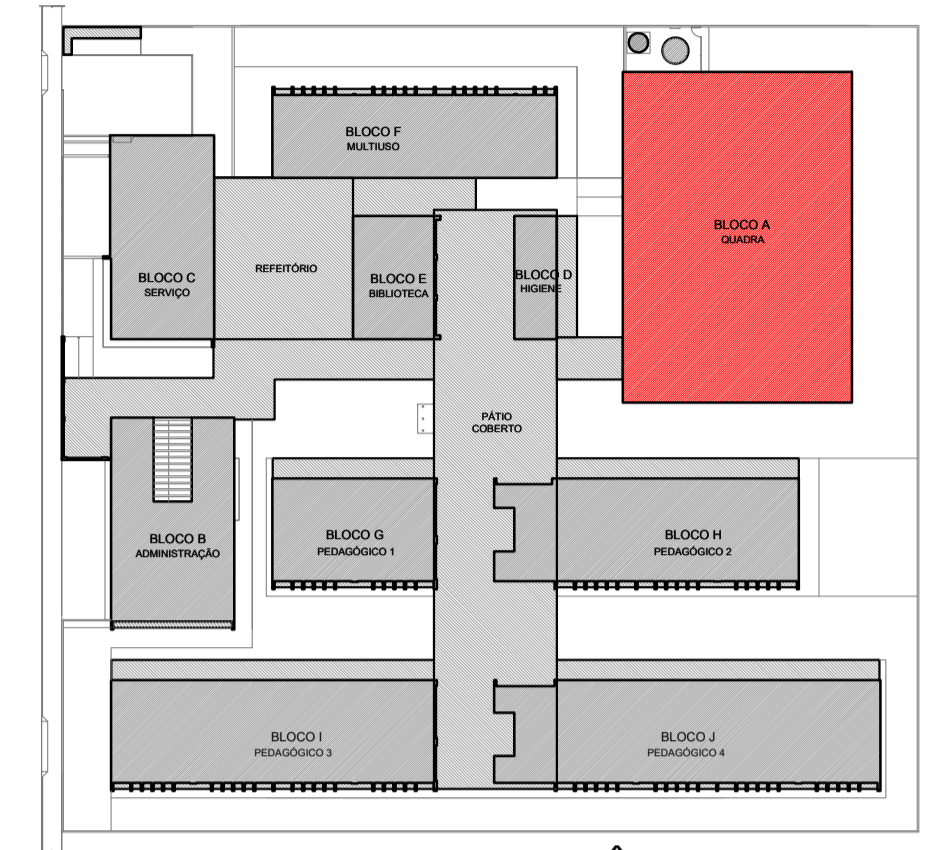 BLOCO F
MULTIUSO
BLOCO A
QUADRA
BLOCO C
SERVIÇO
REFEITÓRIO
BLOCO E
BIBLIOTECA
BLOCO D
HIGIENE
PÁTIO
COBERTO
BLOCO B
ADMINISTRAÇÃO
BLOCO G
PEDAGÓGICO 1
BLOCO H
PEDAGÓGICO 2
BLOCO I
PEDAGÓGICO 3
BLOCO J
PEDAGÓGICO 4